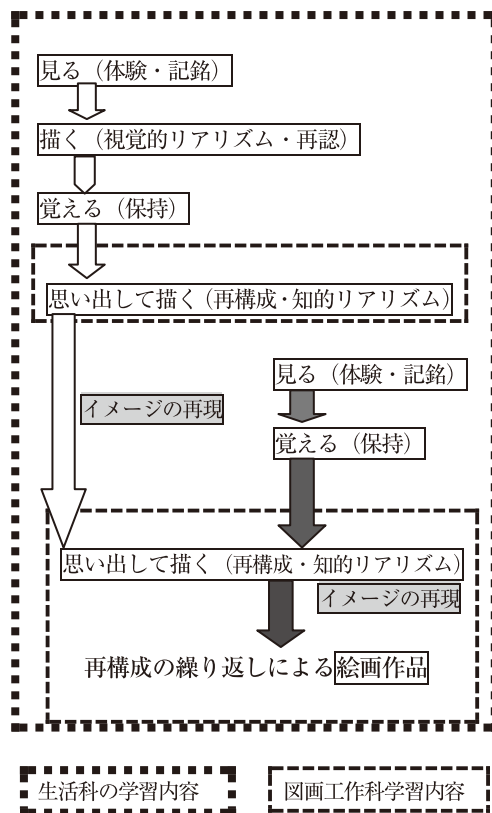 見る（体験・記銘）
描く（視覚的リアリズム・再認）
覚える（保持）
思い出して描く（再構成・知的リアリズム）
見る（体験・記銘）
イメージの再現
覚える（保持）
思い出して描く（再構成・知的リアリズム）
イメージの再現
再構成の繰り返しによる絵画作品
生活科の学習内容
図画工作科学習内容